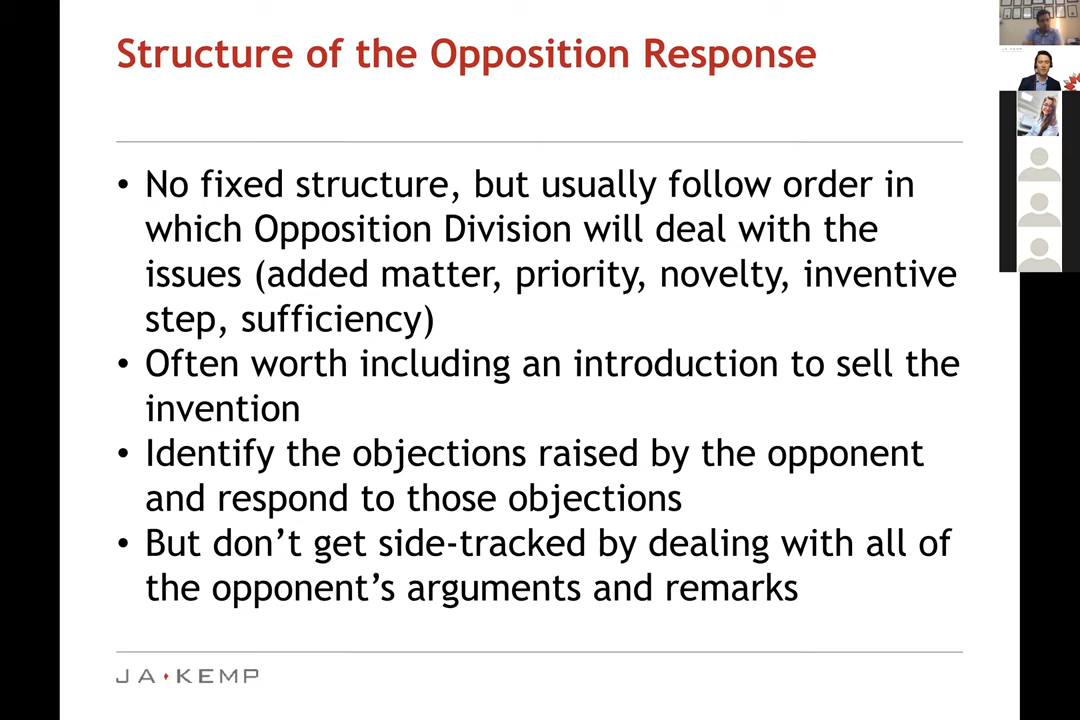 Structure of the Opposition Response
• No fixed structure, but usually follow order in
which Opposition Division will deal with the
issues (added matter, priority, novelty, inventive
step, sufficiency)
• Often worth including an introduction to sell the
invention
• Identify the objections raised by the opponent
and respond to those objections
• But don’t get side-tracked by dealing with all of
the opponent’s arguments and remarks
JA♦KEMP